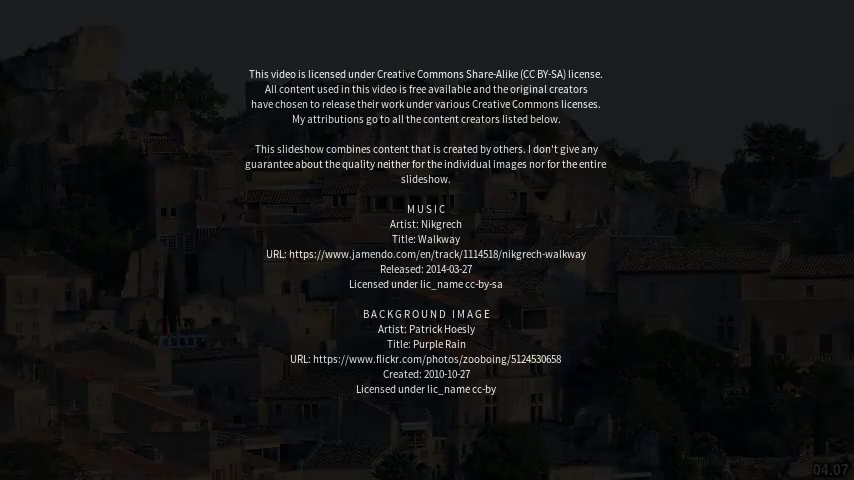 This video is licensed under Creative Commons Share-Alike (CC BY-SA) license.
All content used in this video is free available and the original creators
have chosen to release their work under various Creative Commons licenses.
My attributions go to all the content creators listed below.
This slideshow combines content that is created by others. I don't give any
guarantee about the quality neither for the individual images nor for the entire
slideshow.
MUSIC
Artist: Nikgrech
Title: Walkway
URL: https://www.jamendo.com/en/track/1114518/nikgrech-walkway
Released: 2014-03-27
Licensed under lic_name cc-by-sa
BACKGROUND IMAGE
Artist: Patrick Hoesly
Title: Purple Rain
URL: https://www.flickr.com/photos/zooboing/5124530658
Created: 2010-10-27
Licensed under lic_name cc-by
04.07